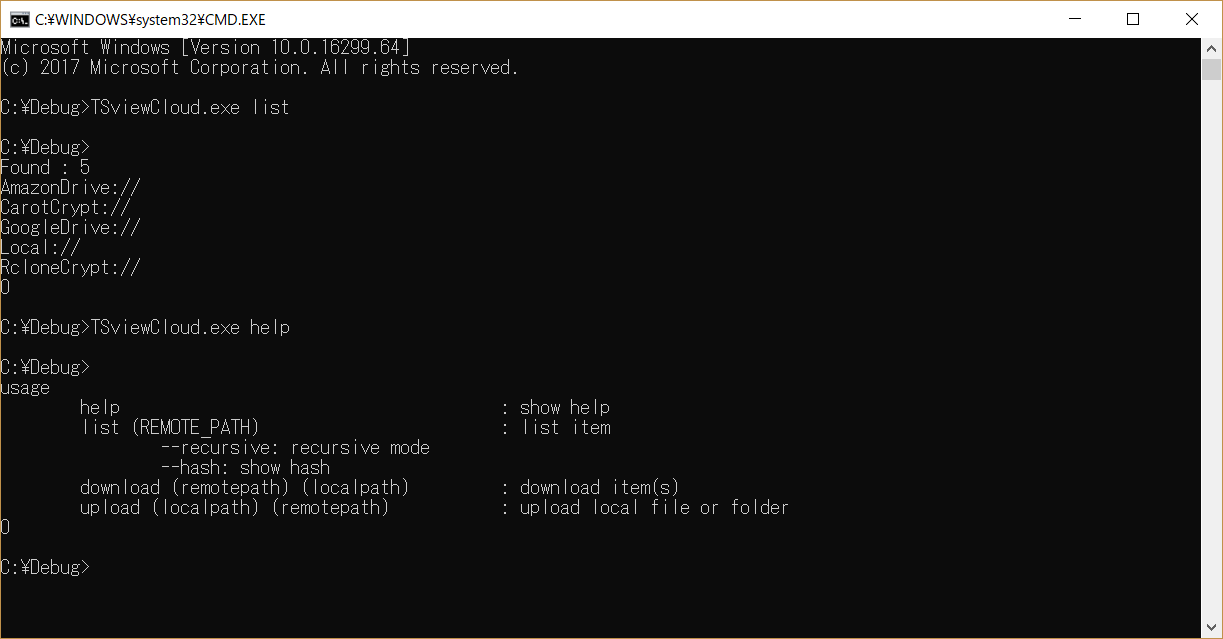 C:¥WINDOWS¥system32¥CMD.EXE
Microsoft Windows [Version 10.0.16299.64]
(c) 2017 Microsoft Corporation. All rights reserved.
C:¥Debug>TSviewCloud.exe list
C:¥Debug>
Found : 5
AmazonDrive://
CarotCrypt://
GoogleDrive://
Local://
RcloneCrypt://
0
C:¥Debug>TSviewCloud.exe help
C:¥Debug>
usage
help : show help
list (REMOTE_PATH) : list item
--recursive: recursive mode
--hash: show hash
download (remotepath) (localpath) : download item(s)
upload (localpath) (remotepath) : upload local file or folder
0
C:¥Debug>